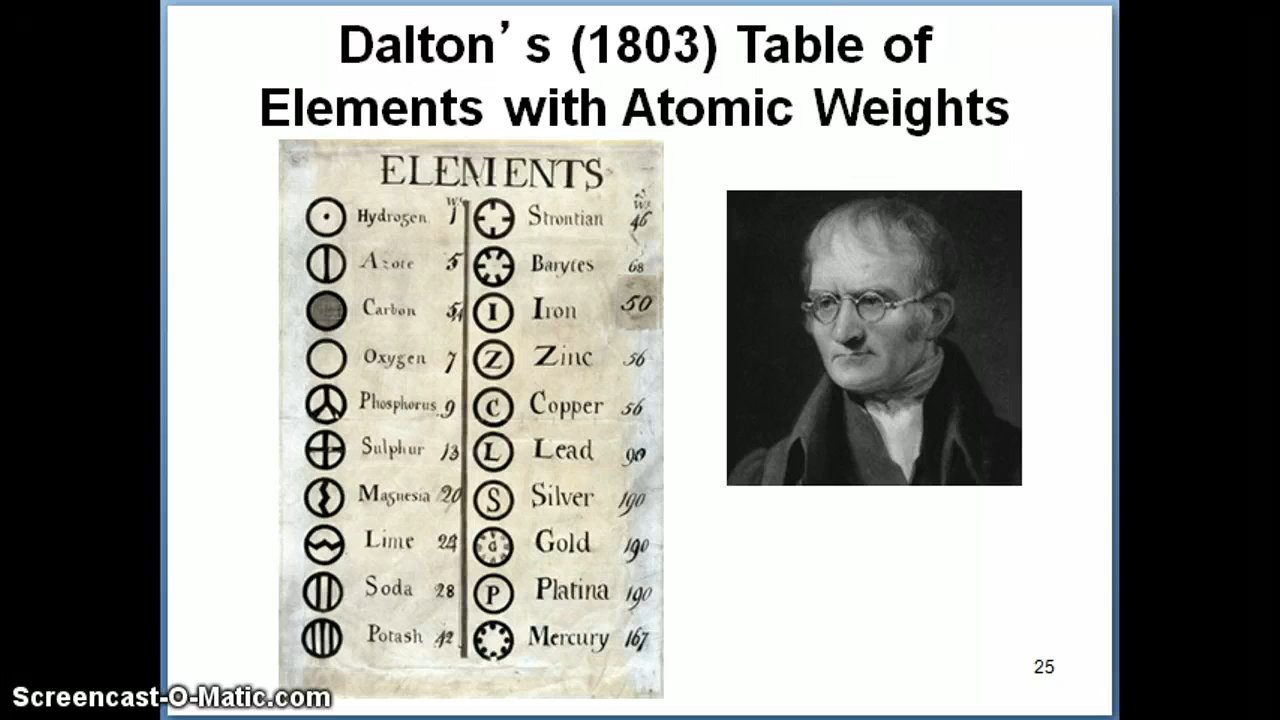 Dalton's (1803) Table of
Elements with Atomic Weights
ELEMENTS
Hydrogen. 1
Azote 5
Carbon 5,4
Oxygen 7
Phosphorus 9
Sulphur 13
Magnesia 20
Lime 24
Soda 28
Potash 42
Strontian 46
Barytes 68
I Iron 50
Z Zinc 56
C Copper 56
L Lead 90
S Silver 190
G Gold 190
P Platina 190
Mercury 167
25
Screencast-O-Matic.com